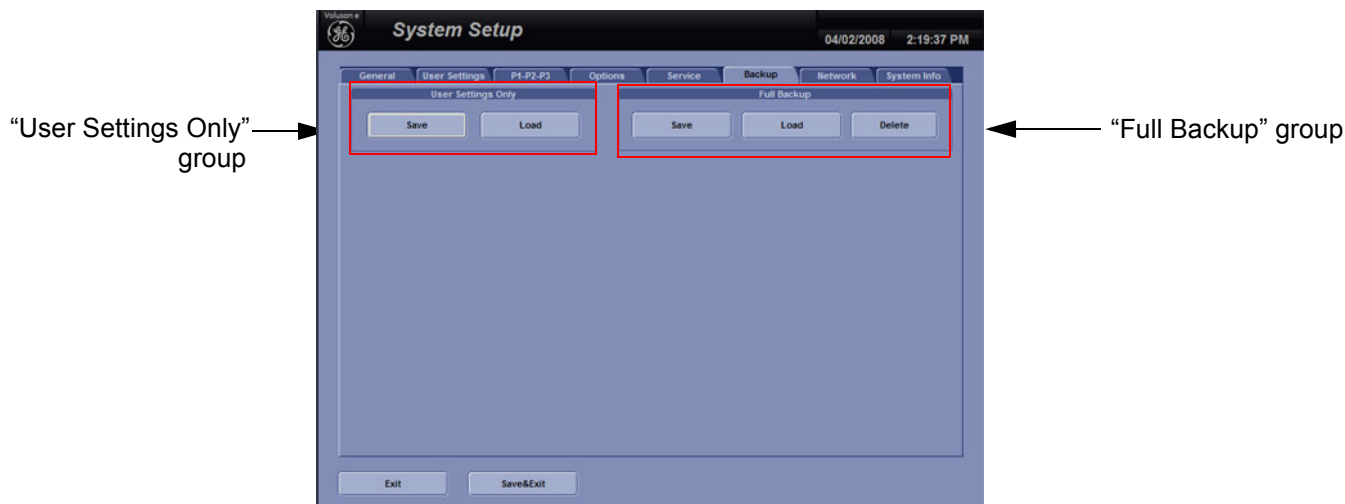 Voluson e
System Setup
04/02/2008 2:19:37 PM
General User Settings P1-P2-P3 Options Service Backup Network System Info
User Settings Only
Full Backup
Save Load
Save Load Delete
“User Settings Only”
group
“Full Backup” group
Exit Save&Exit